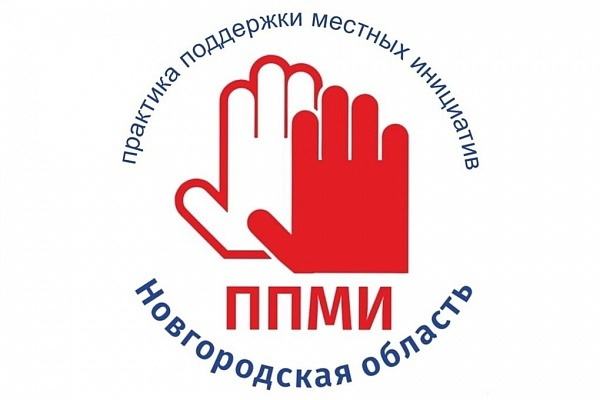 практика поддержки местных инициатив
ППМИ
Новгородская область